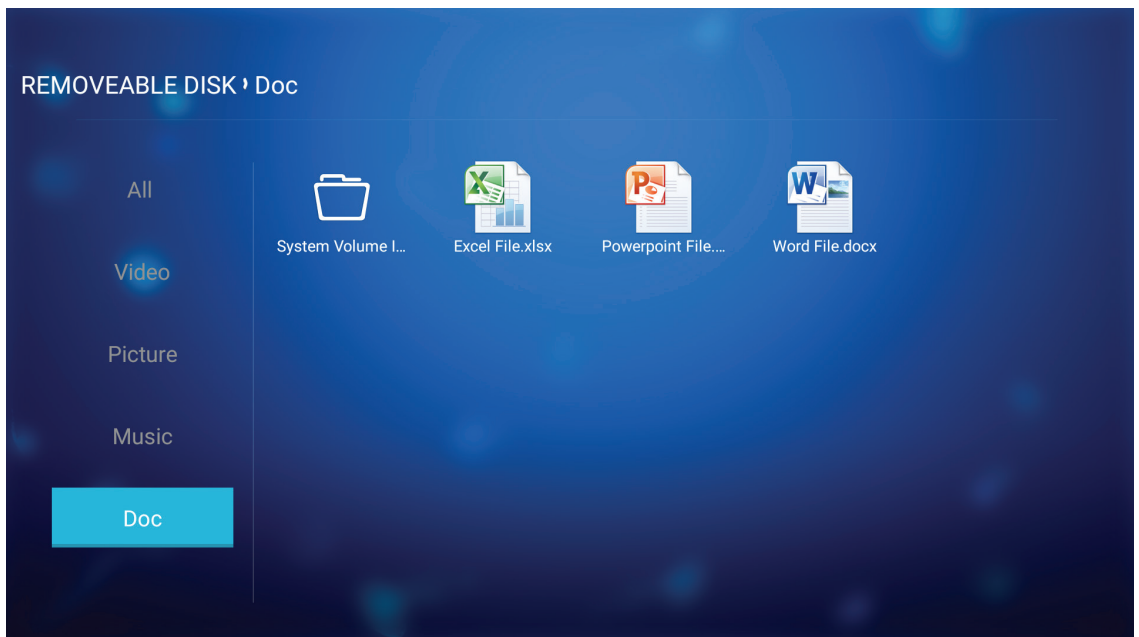 REMOVEABLE DISK › Doc
All
System Volume I...
Excel File.xlsx
Powerpoint File....
Word File.docx
Video
Picture
Music
Doc